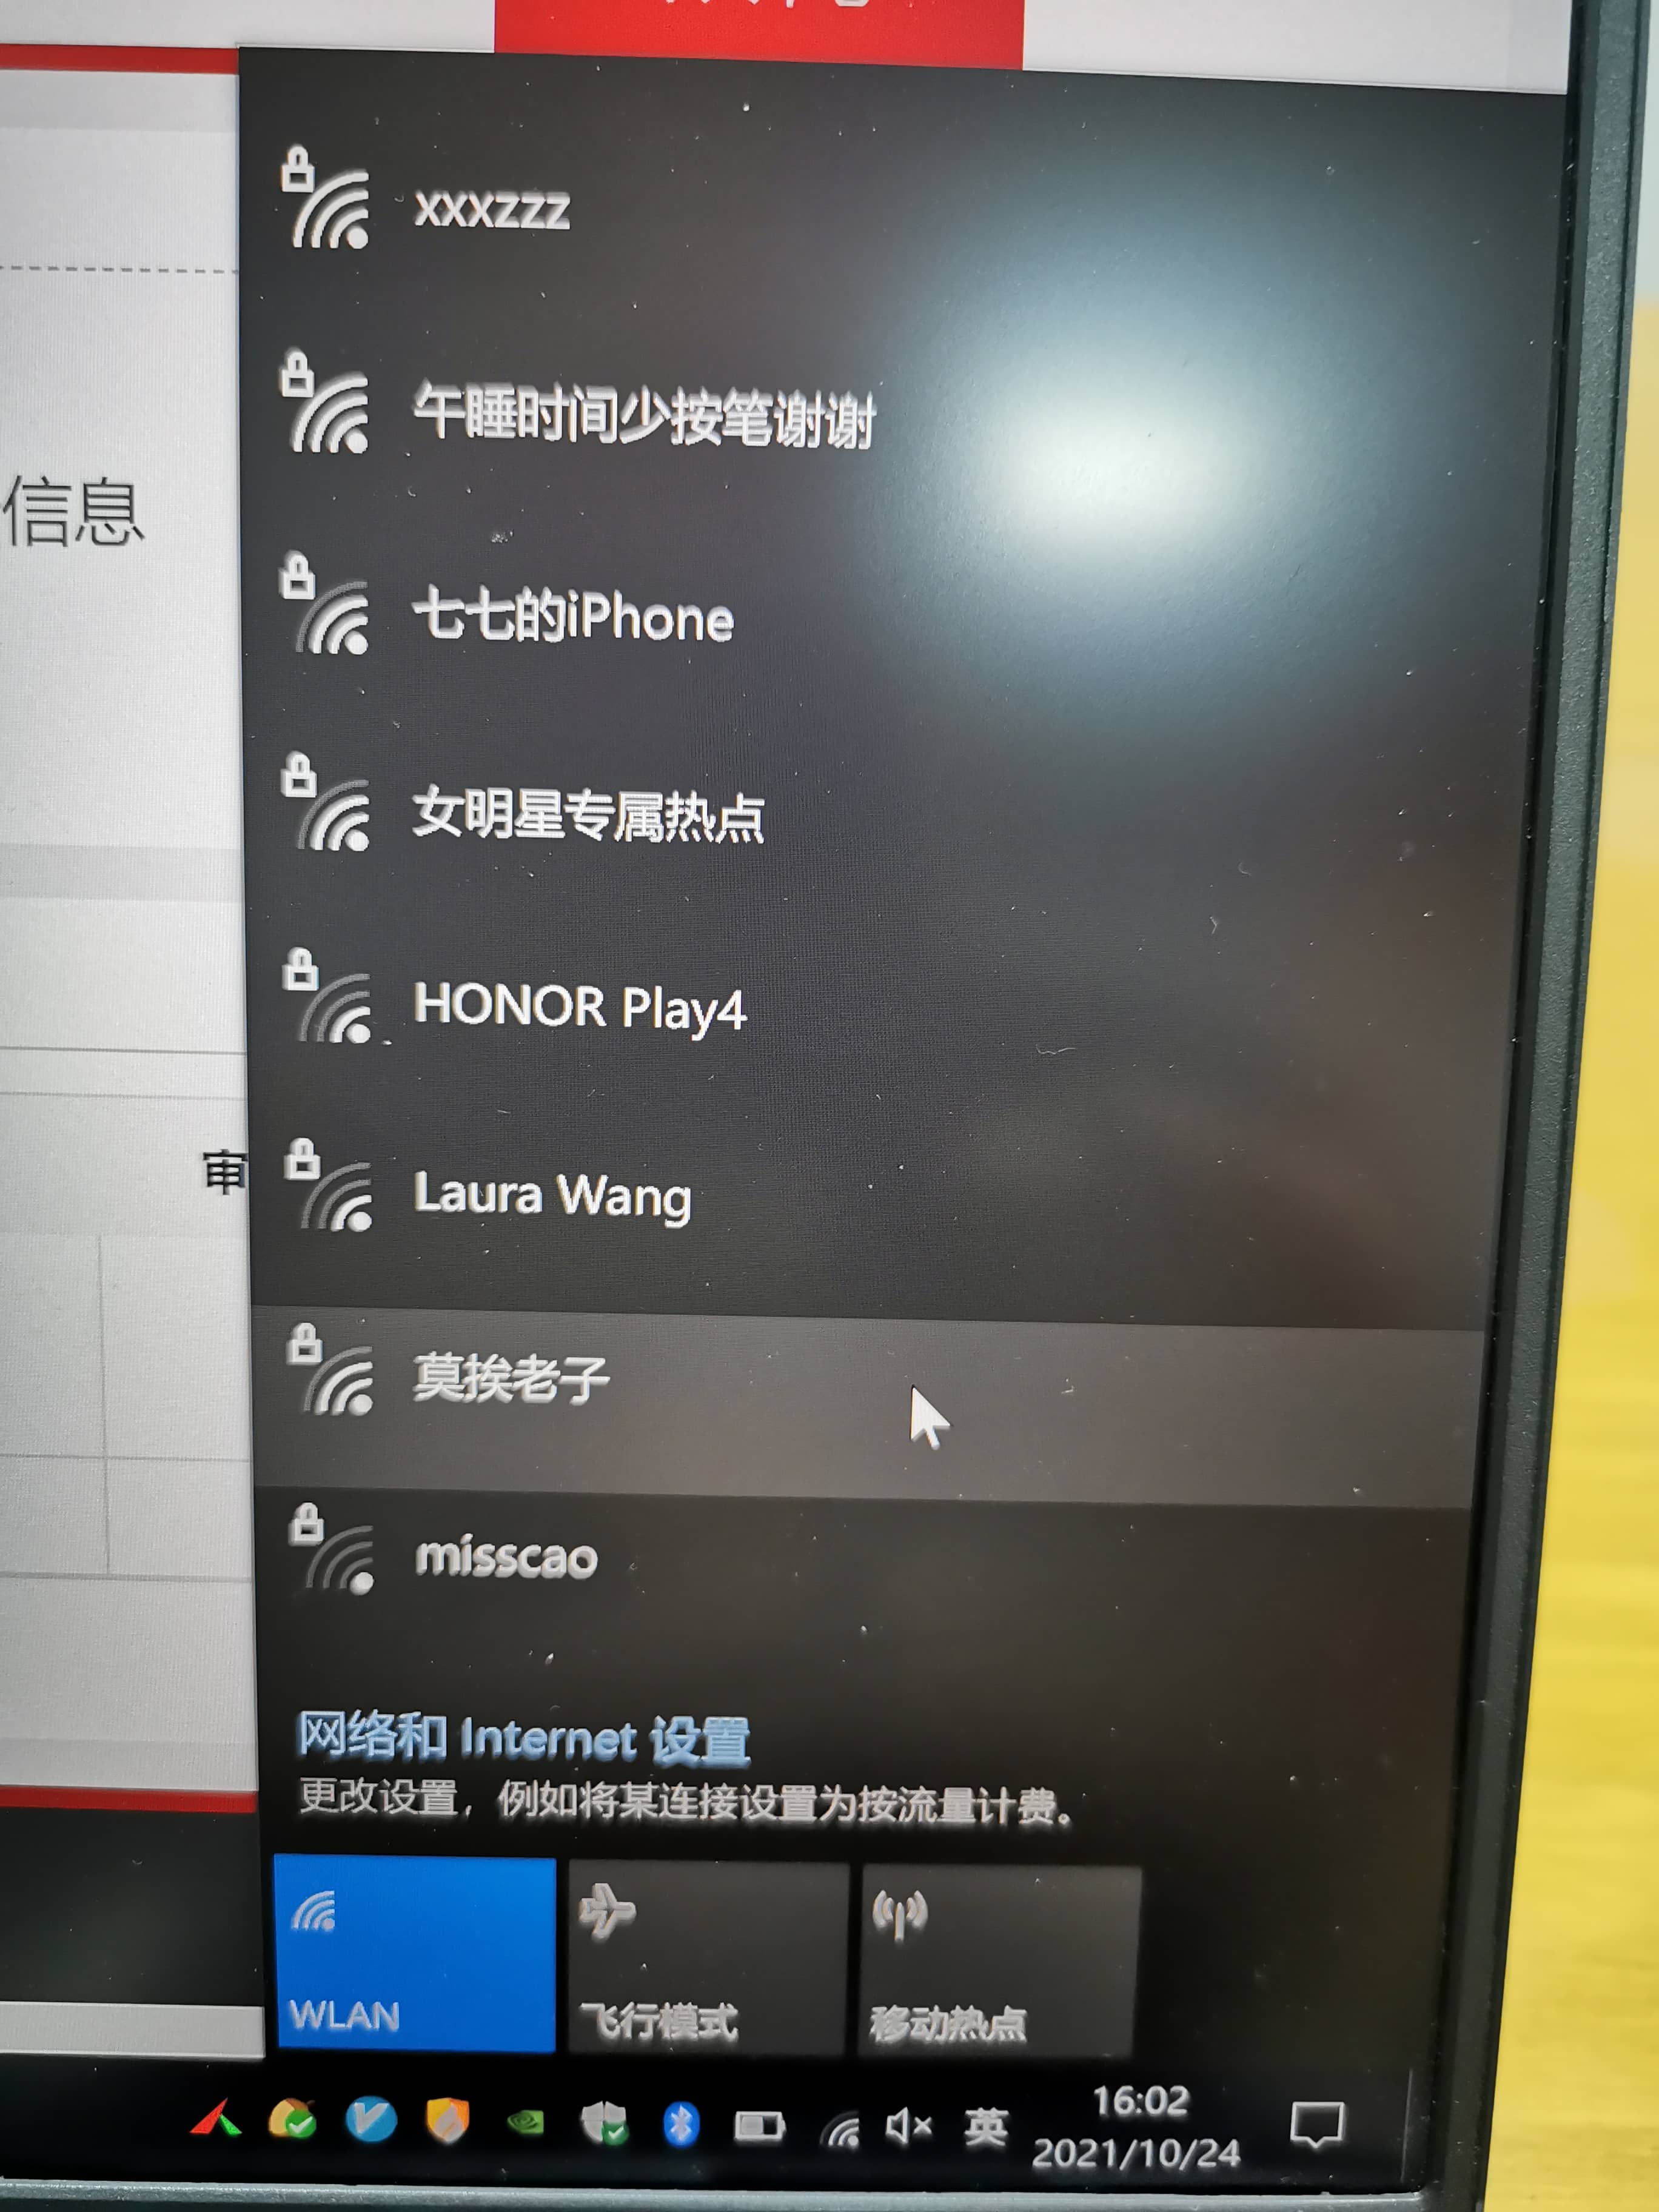 xxxzzz
午睡时间少按笔谢谢
信息
七七的iPhone
女明星专属热点
HONOR Play4
审
Laura Wang
莫挨老子
misscao
网络和 Internet 设置
更改设置，例如将某连接设置为按流量计费。
WLAN
飞行模式
移动热点
英
16:02
2021/10/24